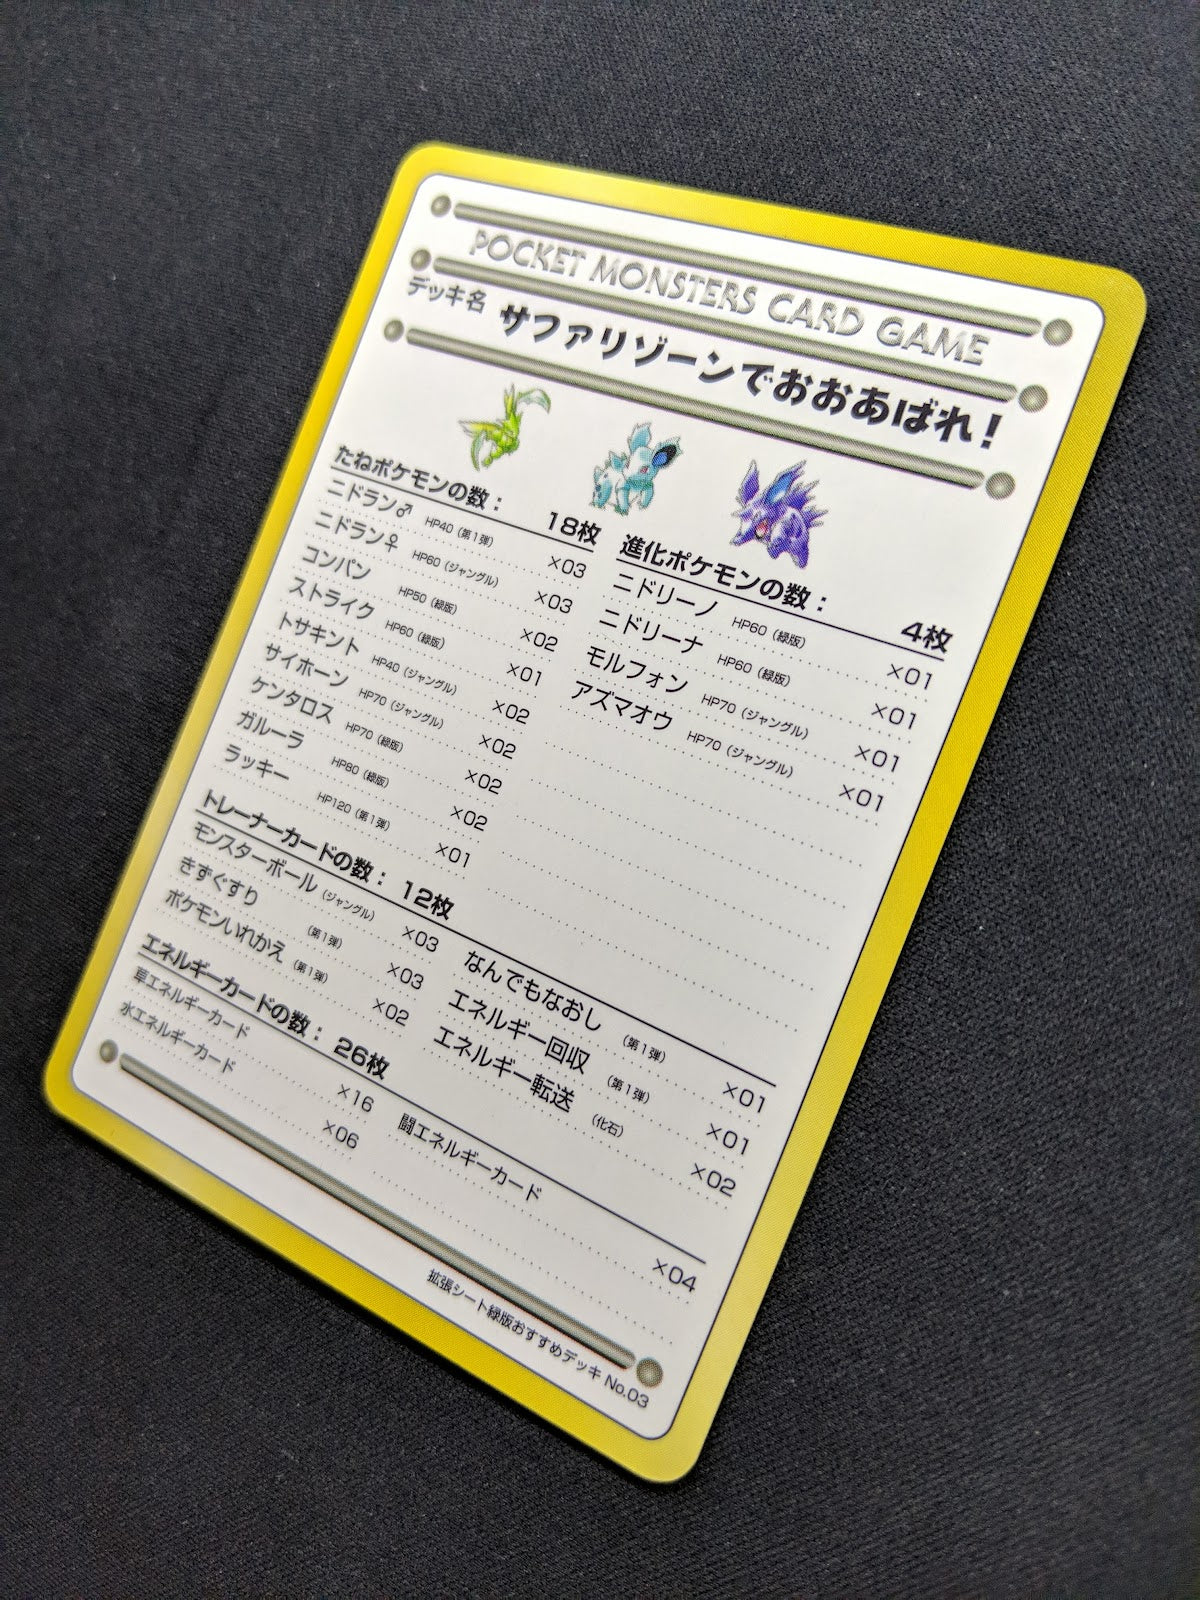 POCKET MONSTERS CARD GAME
デッキ名 サファリゾーンでおおあばれ!
たねポケモンの数: 18枚
ニドラン♂ HP40 (第1弾) ×03
ニドラン♀ HP60 (ジャングル) ×03
コンパン HP50 (緑版) ×02
ストライク HP60 (緑版) ×01
トサキント HP40 (ジャングル) ×02
サイホーン HP70 (ジャングル) ×02
ケンタロス HP70 (緑版) ×02
ガルーラ HP80 (緑版) ×02
ラッキー HP120 (第1弾) ×01
進化ポケモンの数: 4枚
ニドリーノ HP60 (緑版) ×01
ニドリーナ HP60 (緑版) ×01
モルフォン HP70 (ジャングル) ×01
アズマオウ HP70 (ジャングル) ×01
トレーナーカードの数: 12枚
モンスターボール (ジャングル) ×03
きずぐすり (第1弾) ×03
ポケモンいれかえ (第1弾) ×02
なんでもなおし (第1弾) ×01
エネルギー回収 (第1弾) ×01
エネルギー転送 (化石) ×02
エネルギーカードの数: 26枚
草エネルギーカード ×16
水エネルギーカード ×06
闘エネルギーカード ×04
拡張シート緑版おすすめデッキ No.03